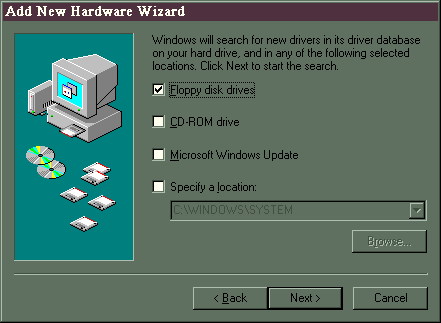 Add New Hardware Wizard
Windows will search for new drivers in its driver database
on your hard drive, and in any of the following selected
locations. Click Next to start the search.
Floppy disk drives
CD-ROM drive
Microsoft Windows Update
Specify a location:
C:\WINDOWS\SYSTEM
Browse...
< Back
Next >
Cancel